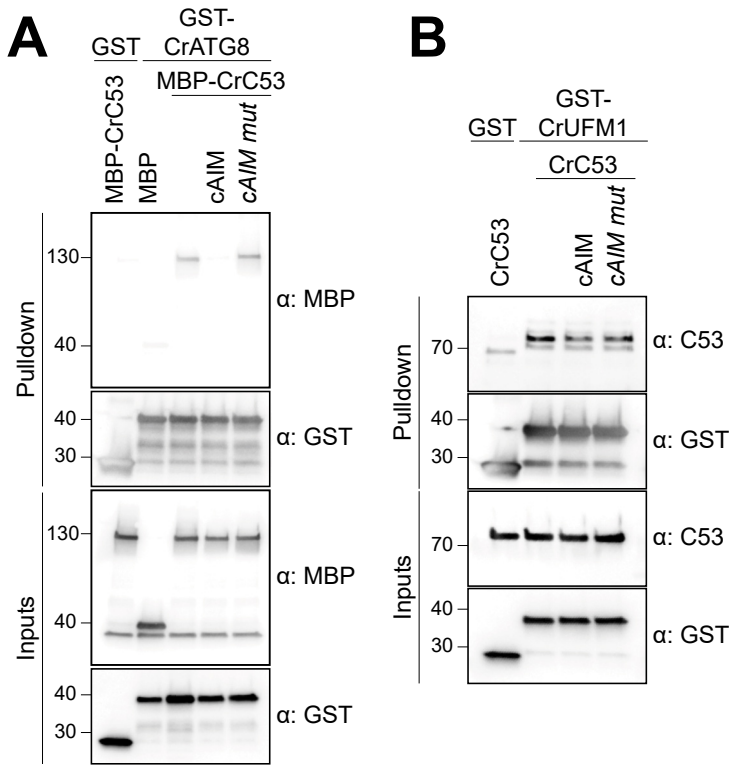 A
GST-
CrATG8
GST
MBP-CrC53
MBP-CrC53
MBP
cAIM
cAIM mut
Pulldown
130
α: MBP
40
40
α: GST
30
Inputs
130
α: MBP
40
40
α: GST
30
B
GST-
CrUFM1
GST
CrC53
CrC53
cAIM
cAIM mut
Pulldown
70
α: C53
40
α: GST
30
Inputs
70
α: C53
40
α: GST
30